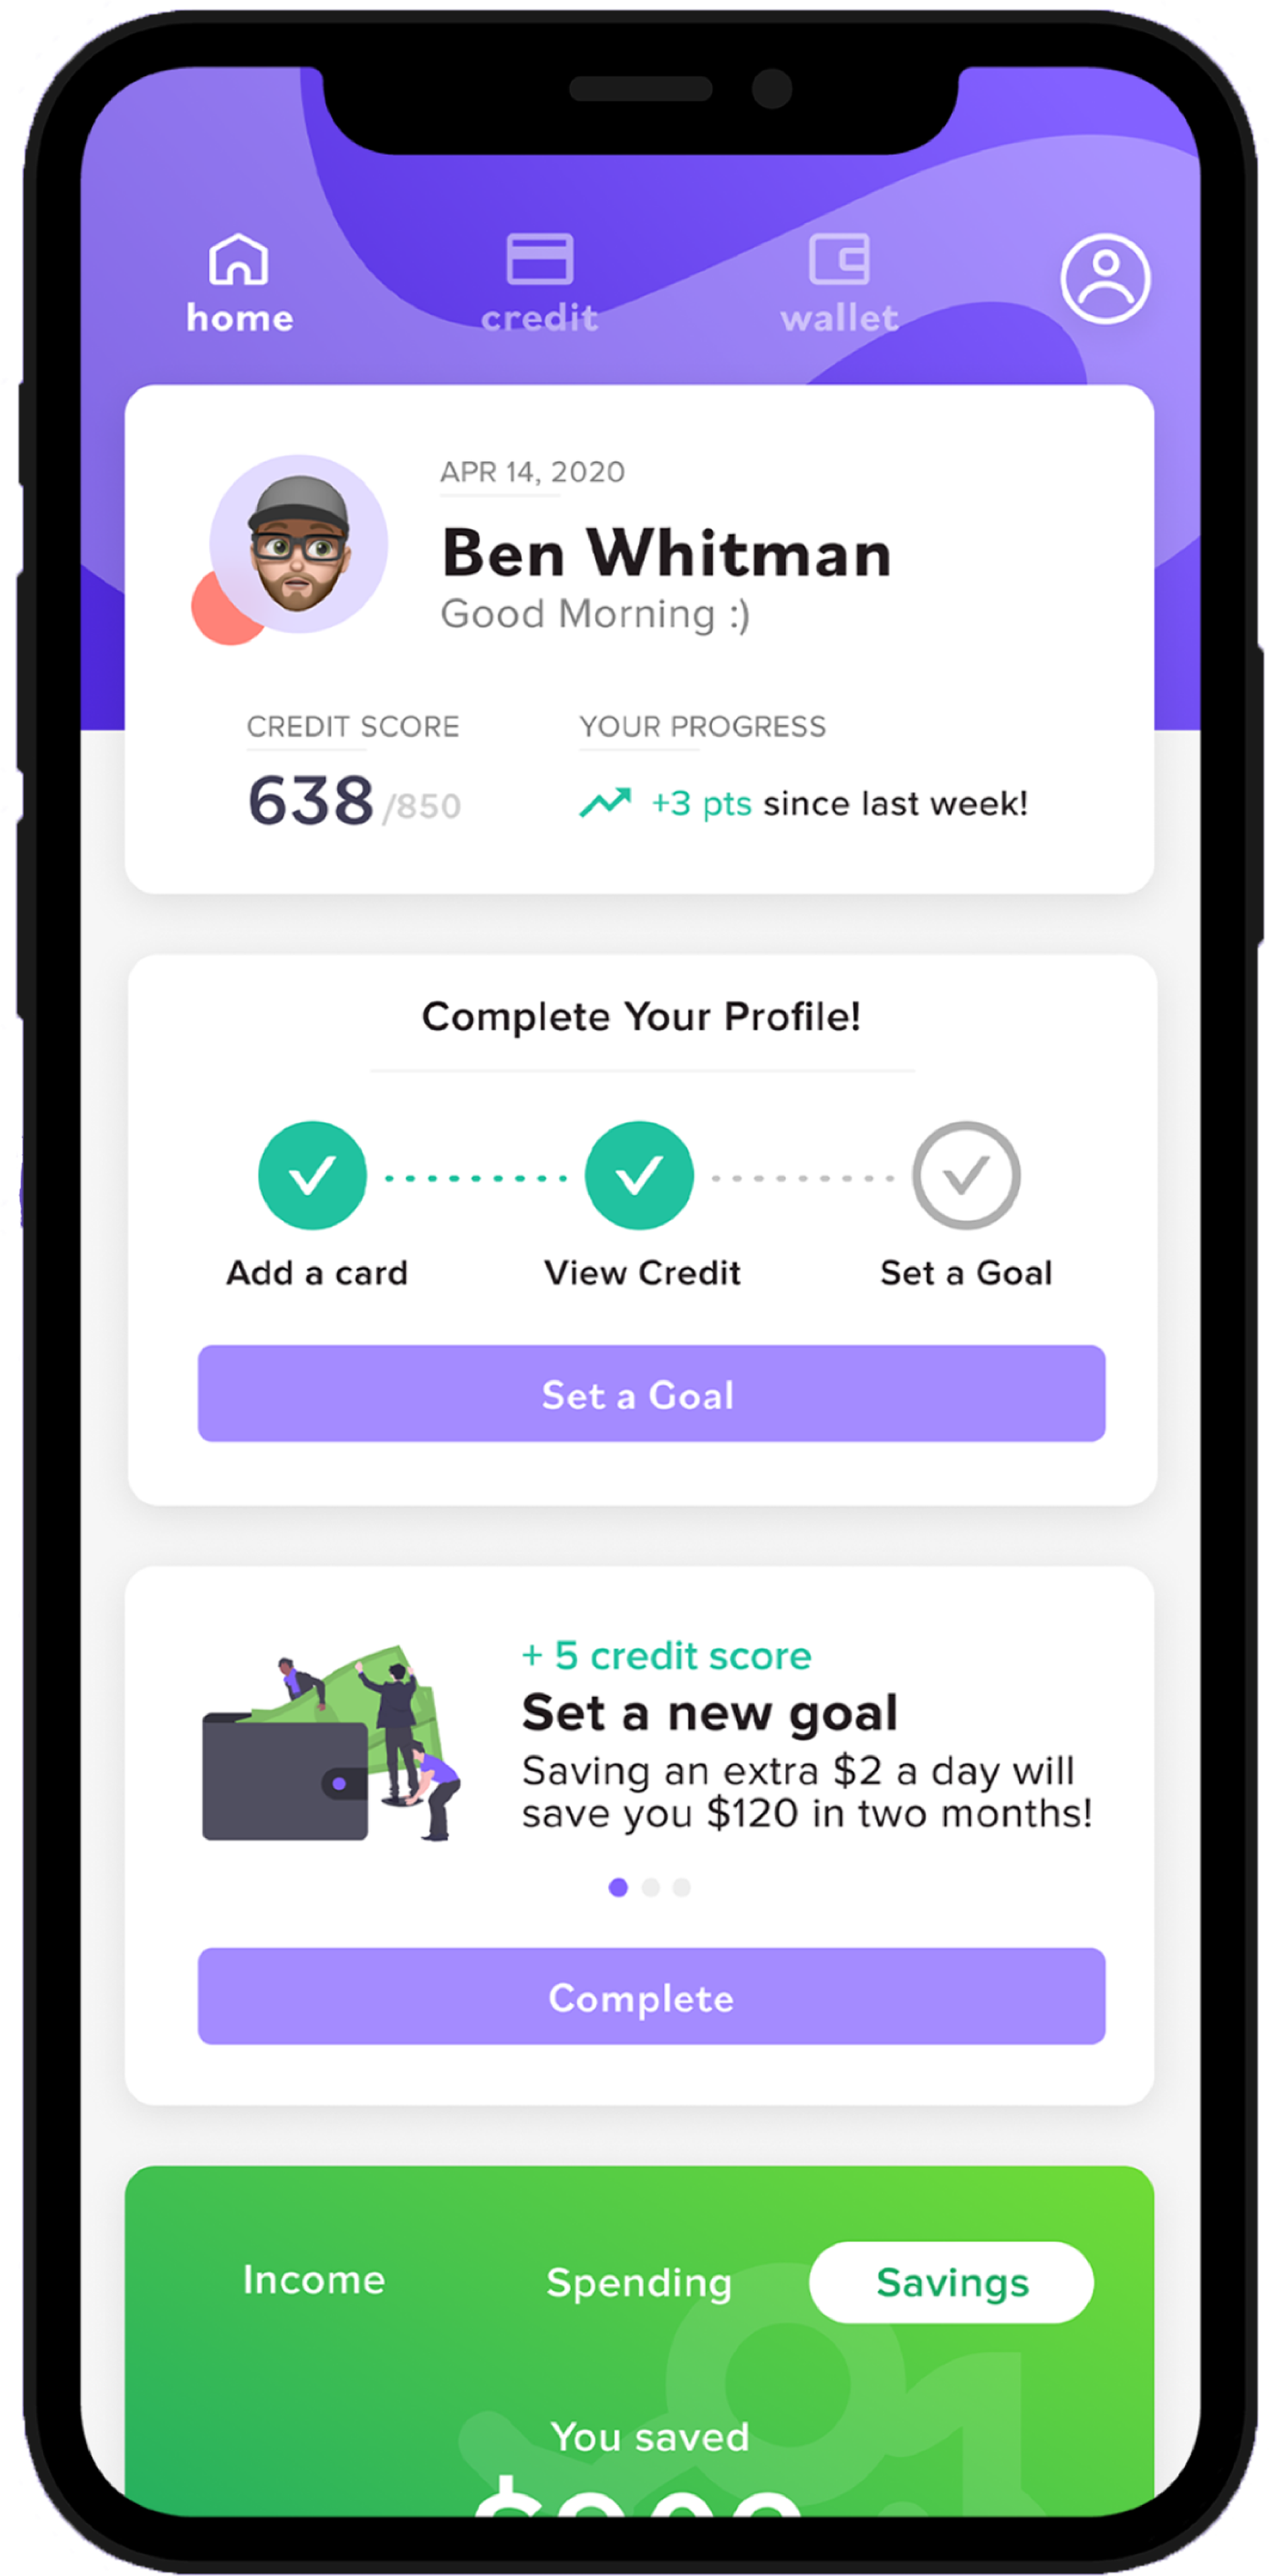 home
credit
wallet
APR 14, 2020
Ben Whitman
Good Morning :)
CREDIT SCORE
638 /850
YOUR PROGRESS
+3 pts since last week!
Complete Your Profile!
Add a card
View Credit
Set a Goal
Set a Goal
+ 5 credit score
Set a new goal
Saving an extra $2 a day will
save you $120 in two months!
Complete
Income
Spending
Savings
You saved